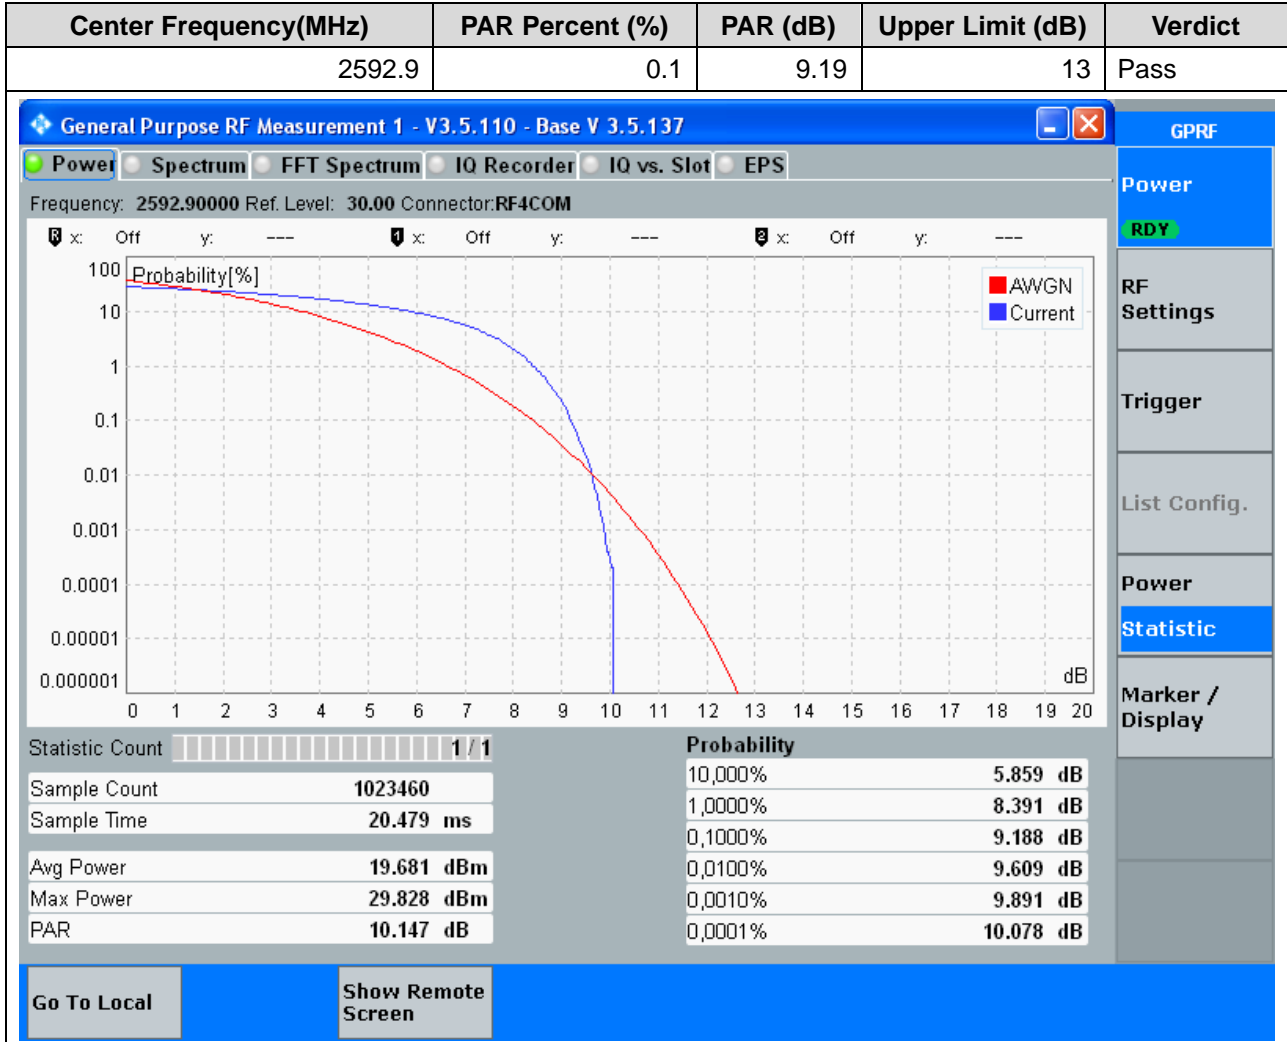 Center Frequency(MHz) PAR Percent (%) PAR (dB) Upper Limit (dB) Verdict
2592.9 0.1 9.19 13 Pass
General Purpose RF Measurement 1 - V3.5.110 - Base V 3.5.137
GPRF
Power Spectrum FFT Spectrum IQ Recorder IQ vs. Slot EPS
Frequency: 2592.90000 Ref. Level: 30.00 Connector:RF4COM
R x: Off y: --- 1 x: Off y: --- 2 x: Off y: ---
Probability[%]
AWGN
Current
100
10
1
0.1
0.01
0.001
0.0001
0.00001
0.000001
dB
0 1 2 3 4 5 6 7 8 9 10 11 12 13 14 15 16 17 18 19 20
Statistic Count 1 / 1
Sample Count 1023460
Sample Time 20.479 ms
Avg Power 19.681 dBm
Max Power 29.828 dBm
PAR 10.147 dB
Probability
10,000% 5.859 dB
1,0000% 8.391 dB
0,1000% 9.188 dB
0,0100% 9.609 dB
0,0010% 9.891 dB
0,0001% 10.078 dB
Power
RDY
RF
Settings
Trigger
List Config.
Power
Statistic
Marker /
Display
Go To Local
Show Remote
Screen